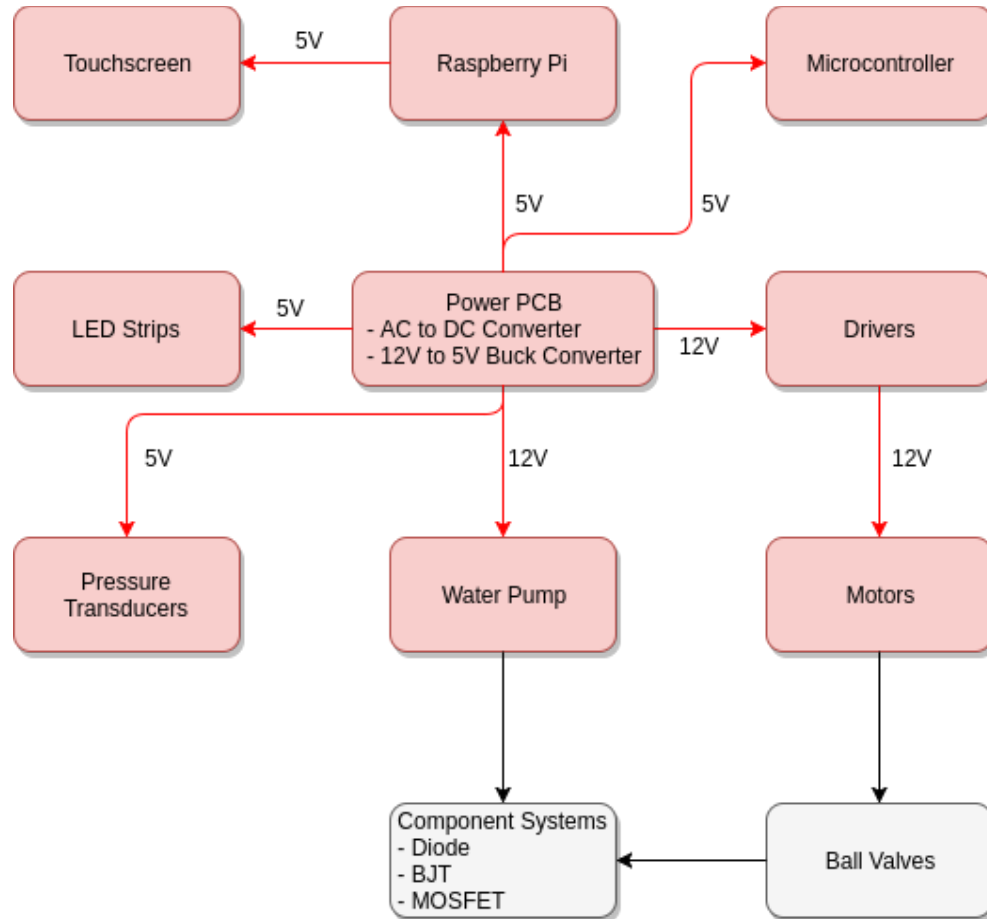 5V
Touchscreen
Raspberry Pi
Microcontroller
5V
5V
Power PCB
- AC to DC Converter
- 12V to 5V Buck Converter
LED Strips
5V
12V
Drivers
5V
12V
12V
Pressure
Transducers
Water Pump
Motors
Component Systems
- Diode
- BJT
- MOSFET
Ball Valves